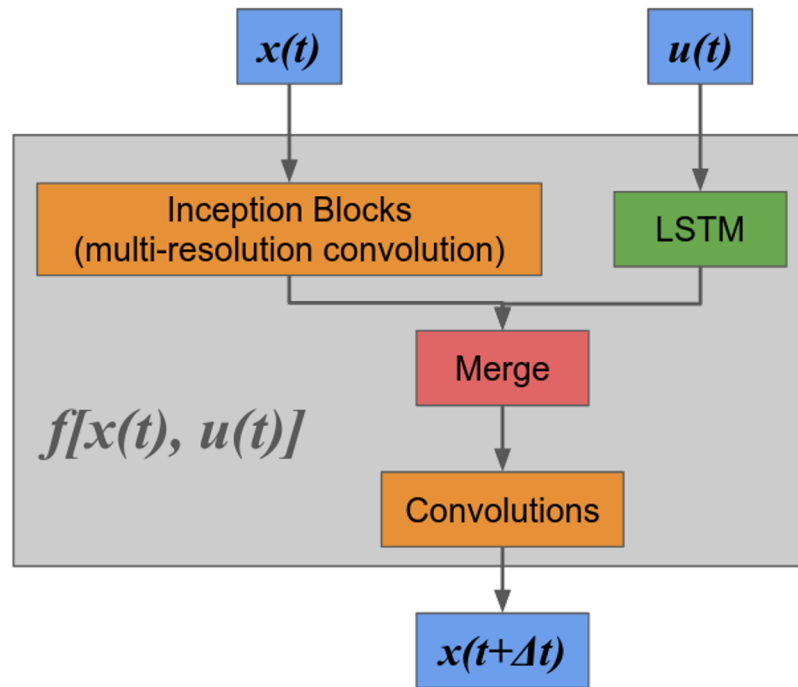 x(t)
u(t)
Inception Blocks
(multi-resolution convolution)
LSTM
Merge
f[x(t), u(t)]
Convolutions
x(t+Δt)